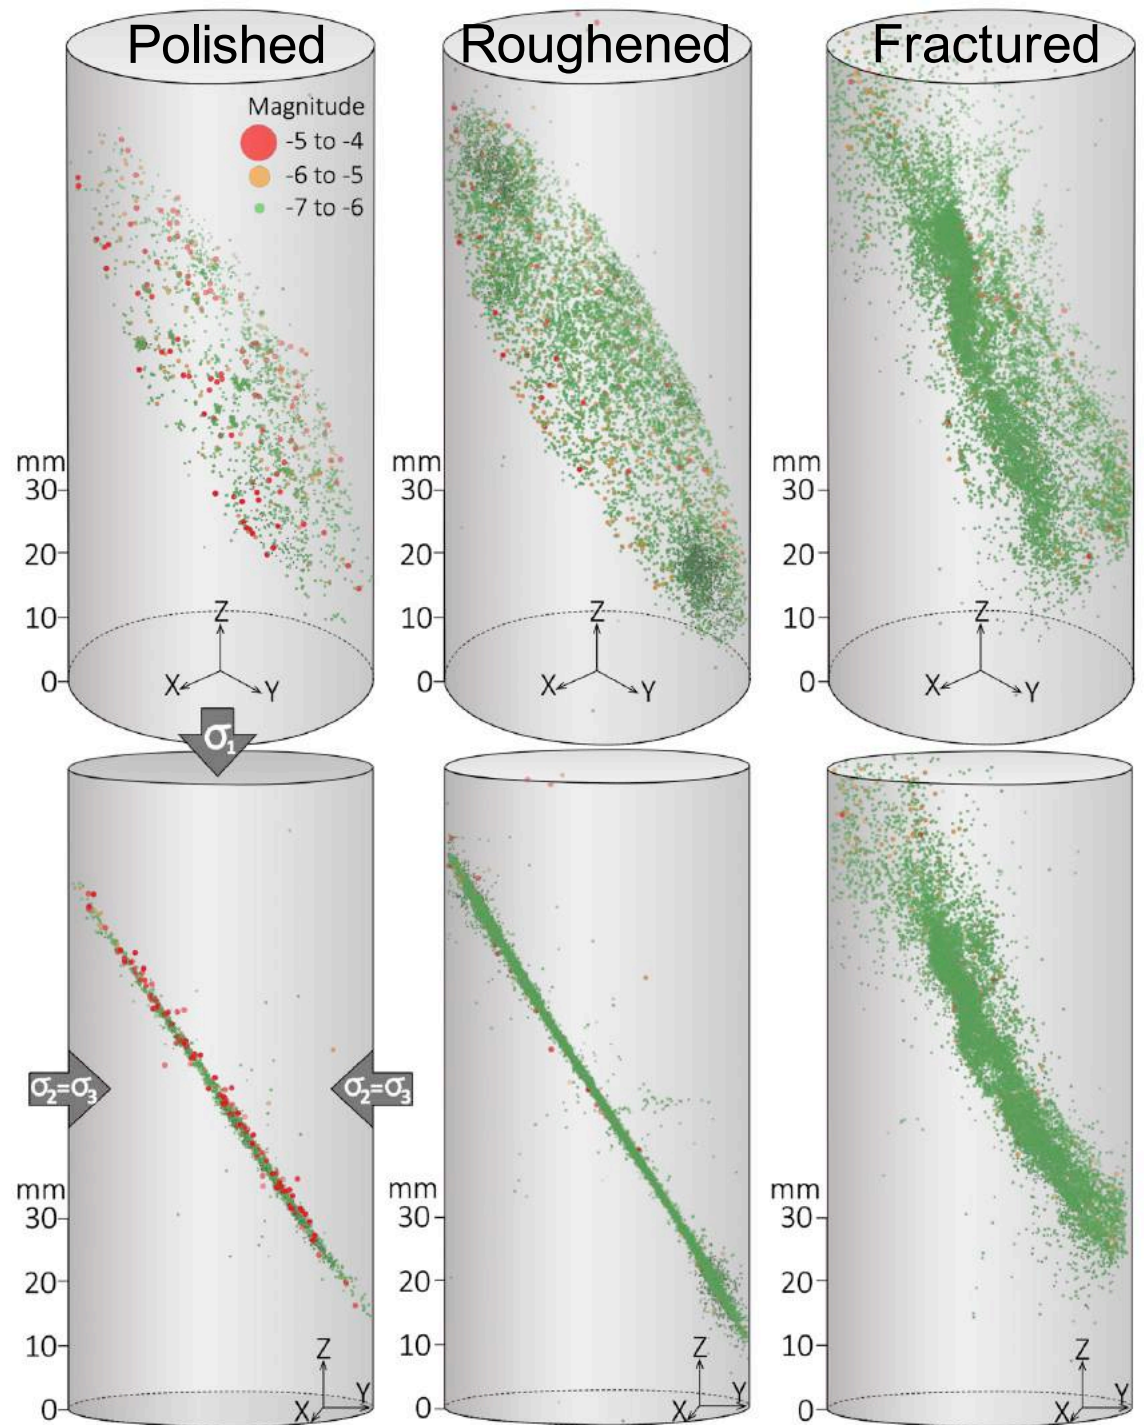 Polished
Roughened
Fractured
Magnitude
-5 to -4
-6 to -5
-7 to -6
mm
30
20
10
0
Z
X
Y
mm
30
20
10
0
Z
X
Y
mm
30
20
10
0
Z
X
Y
σ₁
σ₂=σ₃
σ₂=σ₃
mm
30
20
10
0
Z
Y
X
mm
30
20
10
0
Z
Y
X
mm
30
20
10
0
Z
Y
X